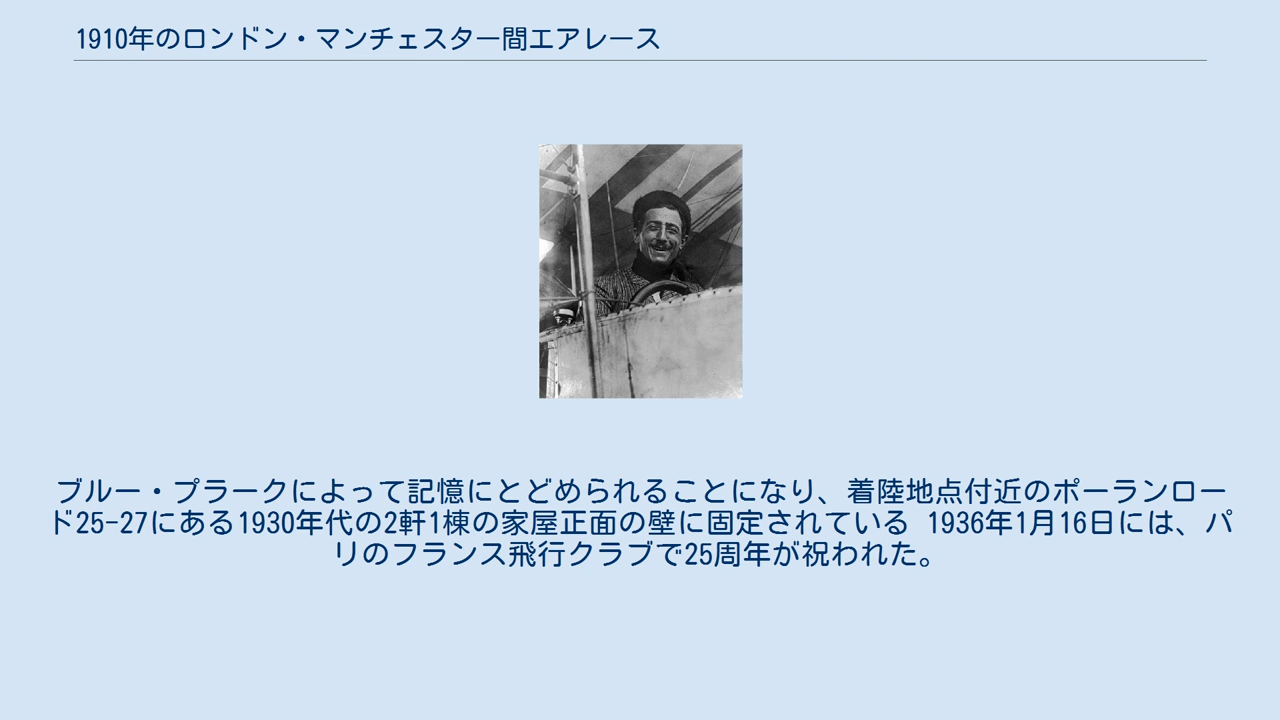 1910年のロンドン・マンチェスター間エアレース
ブルー・プラークによって記憶にとどめられることになり、着陸地点付近のポーランロー
ド25-27にある1930年代の2軒1棟の家屋正面の壁に固定されている 1936年1月16日には、パ
リのフランス飛行クラブで25周年が祝われた。